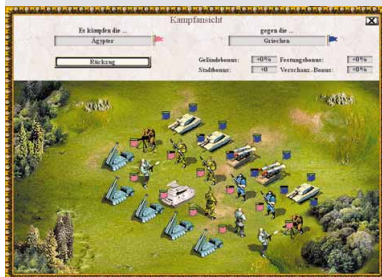 Kampfansicht
Es kämpfen die ... gegen die ...
Ägypter Griechen
Rückzug
Geländebonus: +0% Festungsbonus: +0%
Stadtbonus: +0 Verschanz.-Bonus: +0%